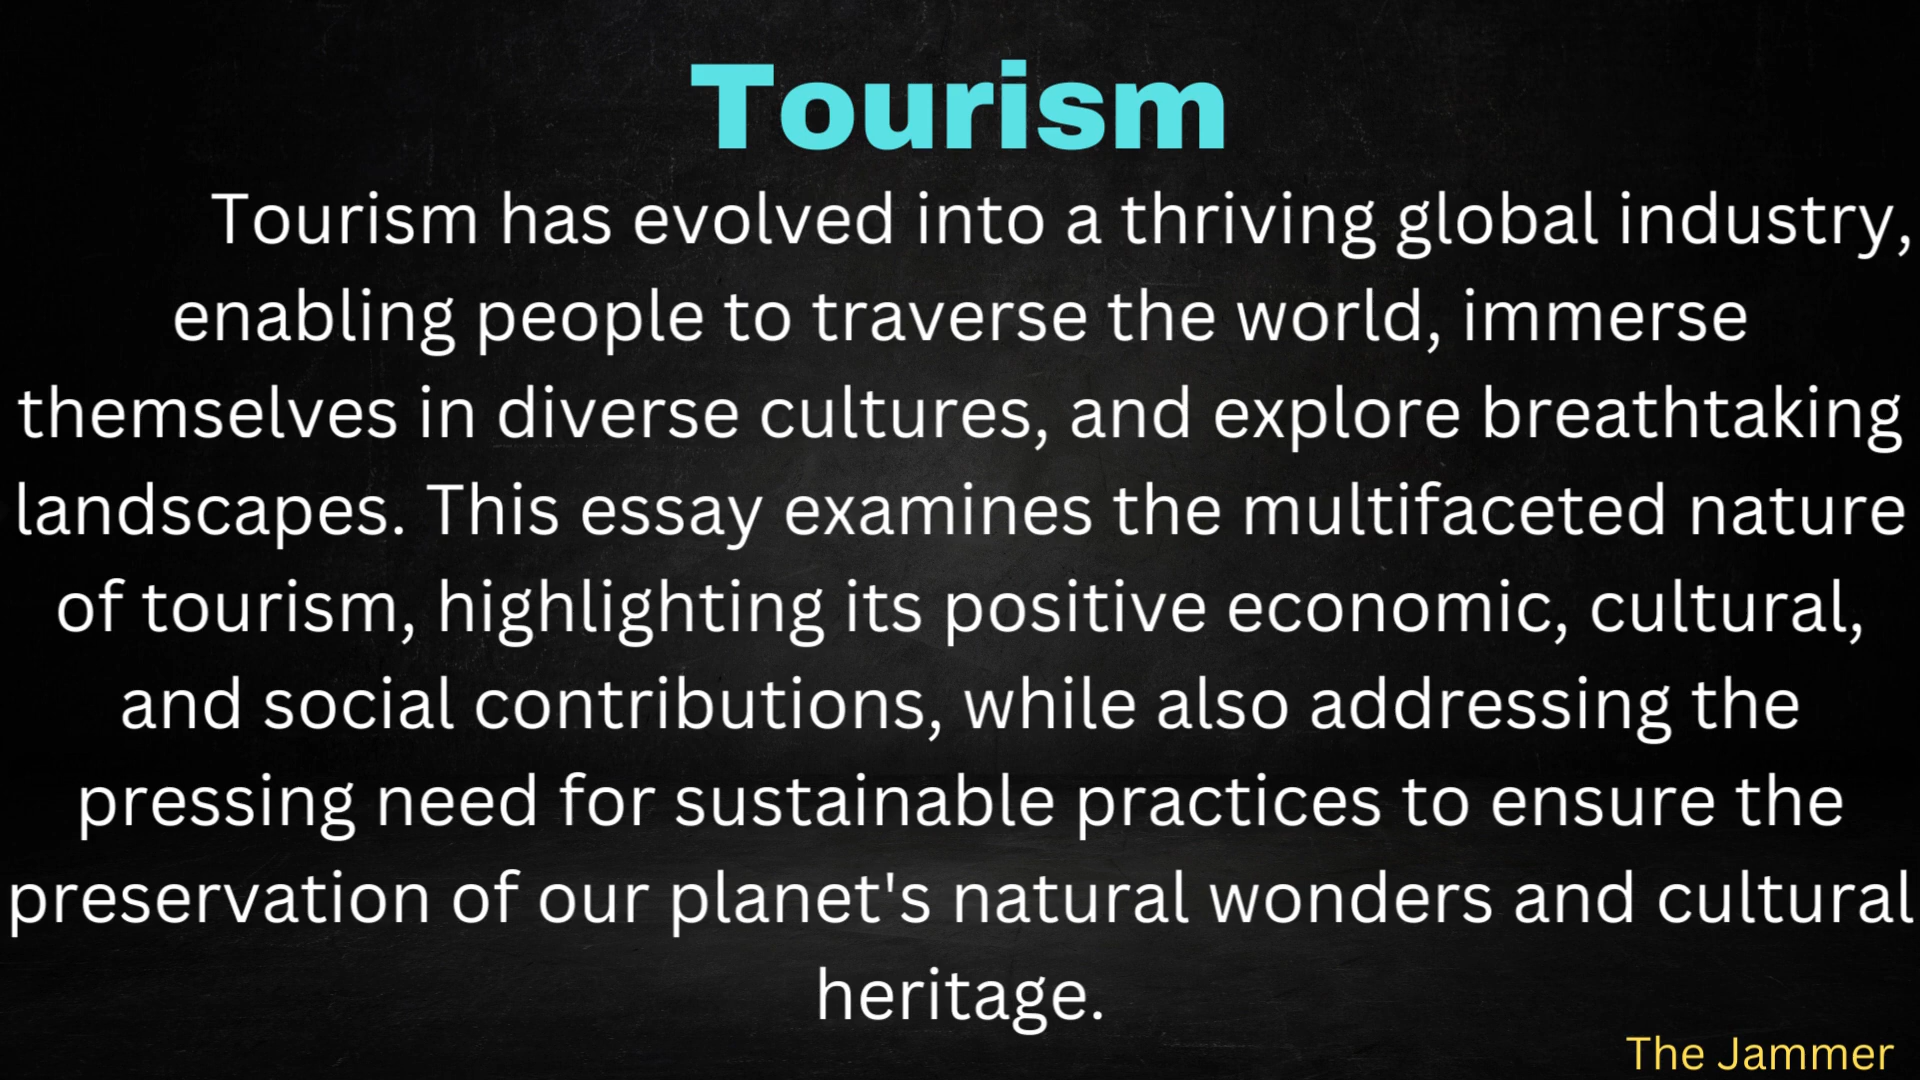 Tourism
Tourism has evolved into a thriving global industry,
enabling people to traverse the world, immerse
themselves in diverse cultures, and explore breathtaking
landscapes. This essay examines the multifaceted nature
of tourism, highlighting its positive economic, cultural,
and social contributions, while also addressing the
pressing need for sustainable practices to ensure the
preservation of our planet's natural wonders and cultural
heritage.
The Jammer